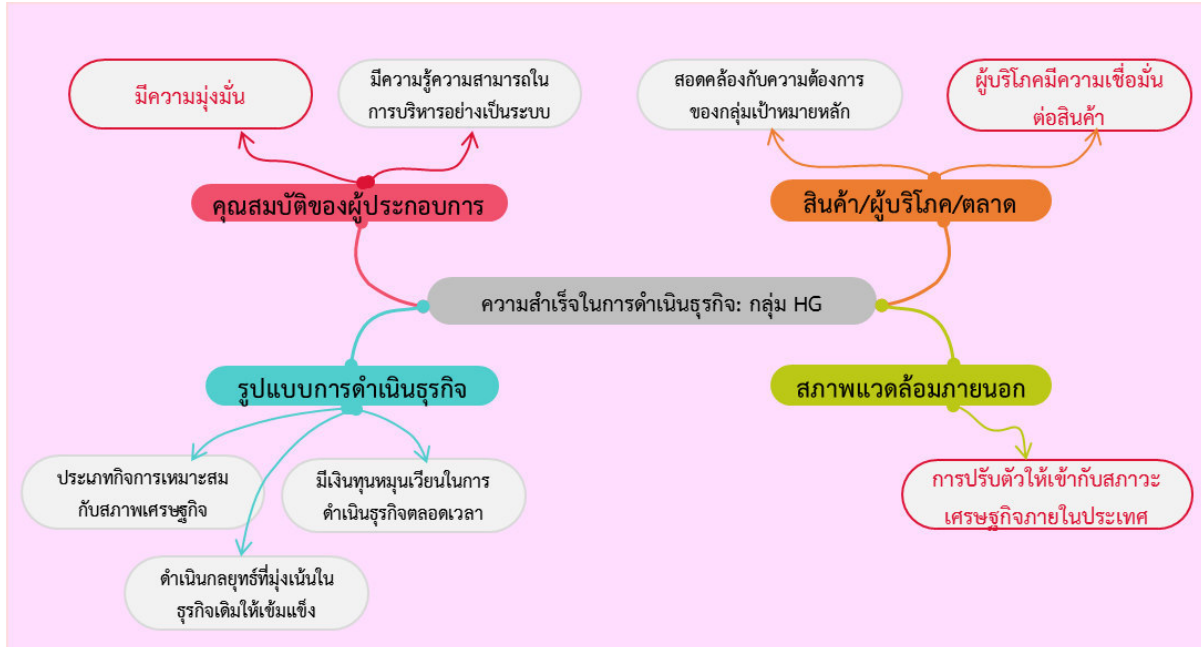 มีความมุ่งมั่น
มีความรู้ความสามารถใน
การบริหารอย่างเป็นระบบ
สอดคล้องกับความต้องการ
ของกลุ่มเป้าหมายหลัก
ผู้บริโภคมีความเชื่อมั่น
ต่อสินค้า
คุณสมบัติของผู้ประกอบการ
สินค้า/ผู้บริโภค/ตลาด
ความสำเร็จในการดำเนินธุรกิจ: กลุ่ม HG
รูปแบบการดำเนินธุรกิจ
สภาพแวดล้อมภายนอก
ประเภทกิจการเหมาะสม
กับสภาพเศรษฐกิจ
มีเงินทุนหมุนเวียนในการ
ดำเนินธุรกิจตลอดเวลา
การปรับตัวให้เข้ากับสภาวะ
เศรษฐกิจภายในประเทศ
ดำเนินกลยุทธ์ที่มุ่งเน้นใน
ธุรกิจเดิมให้เข้มแข็ง